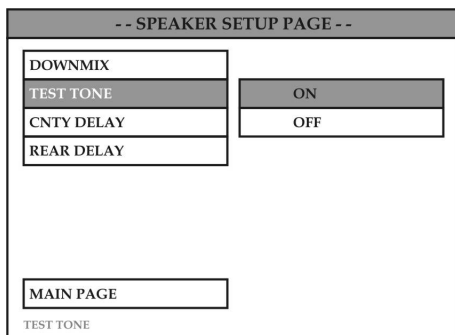 - - SPEAKER SETUP PAGE - -
DOWNMIX
TEST TONE
ON
CNTY DELAY
OFF
REAR DELAY
MAIN PAGE
TEST TONE